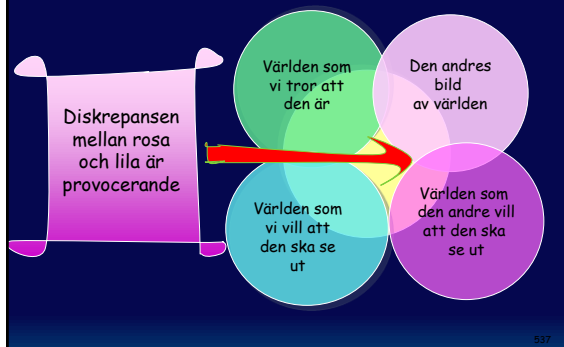 Diskrepansen
mellan rosa
och lila är
provocerande
Världen som
vi tror att
den är
Den andres
bild
av världen
Världen som
vi vill att
den ska se
ut
Världen som
den andre vill
att den ska
se ut
537